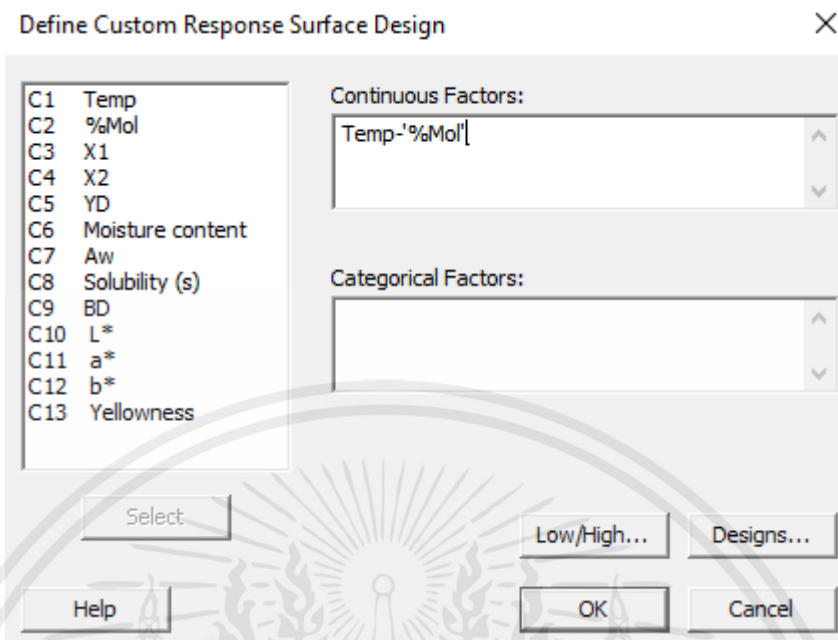 Define Custom Response Surface Design
C1 Temp
C2 %Mol
C3 X1
C4 X2
C5 YD
C6 Moisture content
C7 Aw
C8 Solubility (s)
C9 BD
C10 L*
C11 a*
C12 b*
C13 Yellowness
Select
Continuous Factors:
Temp-'%Mol'
Categorical Factors:
Low/High... Designs...
Help OK Cancel